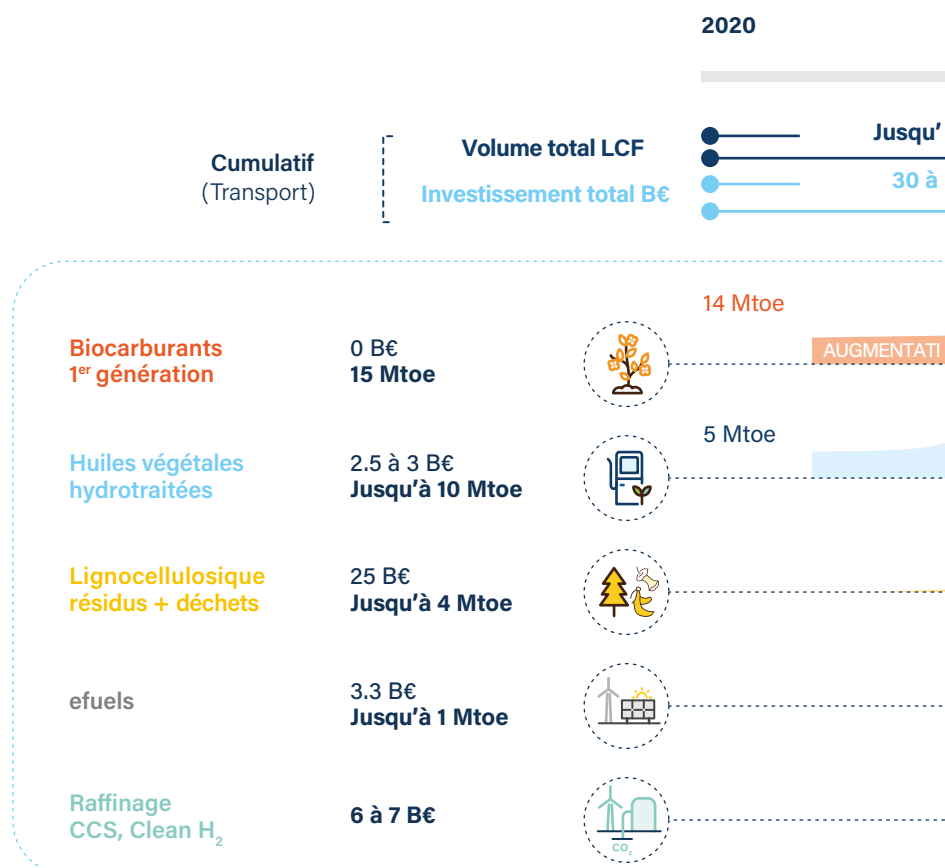 2020
Cumulatif
(Transport)
Volume total LCF
Investissement total B€
Jusqu'
30 à
14 Mtoe
Biocarburants
1er génération
0 B€
15 Mtoe
AUGMENTATI
5 Mtoe
Huiles végétales
hydrotraitées
2.5 à 3 B€
Jusqu'à 10 Mtoe
Lignocellulosique
résidus + déchets
25 B€
Jusqu'à 4 Mtoe
efuels
3.3 B€
Jusqu'à 1 Mtoe
Raffinage
CCS, Clean H2
6 à 7 B€
CO2